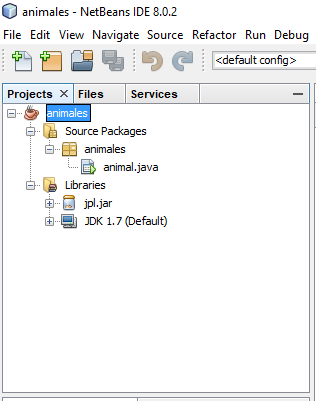 animales - NetBeans IDE 8.0.2
File Edit View Navigate Source Refactor Run Debug
<default config>
Projects Files Services
animales
Source Packages
animales
animal.java
Libraries
jpl.jar
JDK 1.7 (Default)